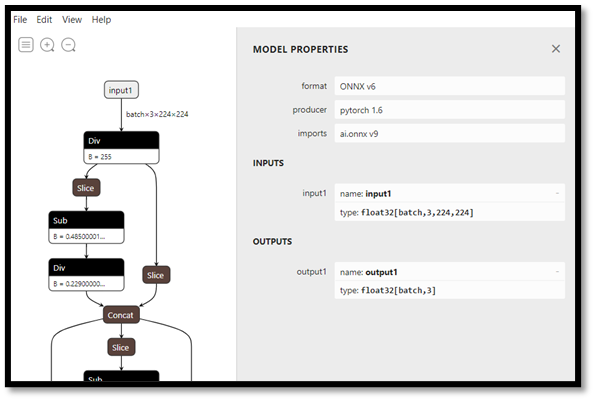 File Edit View Help
input1
batch×3×224×224
Div
B = 255
Slice
Sub
B = 0.48500001...
Div
B = 0.22900000...
Slice
Concat
Slice
Sub
MODEL PROPERTIES
format
ONNX v6
producer
pytorch 1.6
imports
ai.onnx v9
INPUTS
input1
name: input1
-
type: float32[batch,3,224,224]
OUTPUTS
output1
name: output1
-
type: float32[batch,3]